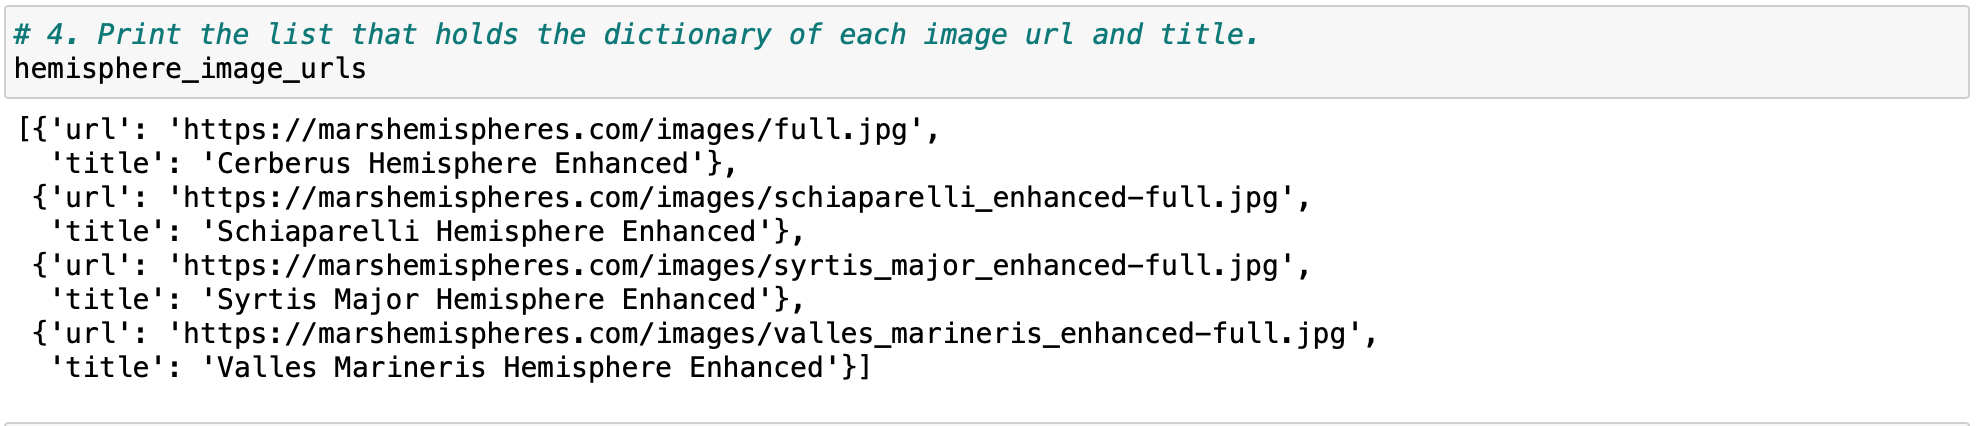 # 4. Print the list that holds the dictionary of each image url and title.
hemisphere_image_urls
[{'url': 'https://marshemispheres.com/images/full.jpg',
  'title': 'Cerberus Hemisphere Enhanced'},
 {'url': 'https://marshemispheres.com/images/schiaparelli_enhanced-full.jpg',
  'title': 'Schiaparelli Hemisphere Enhanced'},
 {'url': 'https://marshemispheres.com/images/syrtis_major_enhanced-full.jpg',
  'title': 'Syrtis Major Hemisphere Enhanced'},
 {'url': 'https://marshemispheres.com/images/valles_marineris_enhanced-full.jpg',
  'title': 'Valles Marineris Hemisphere Enhanced'}]